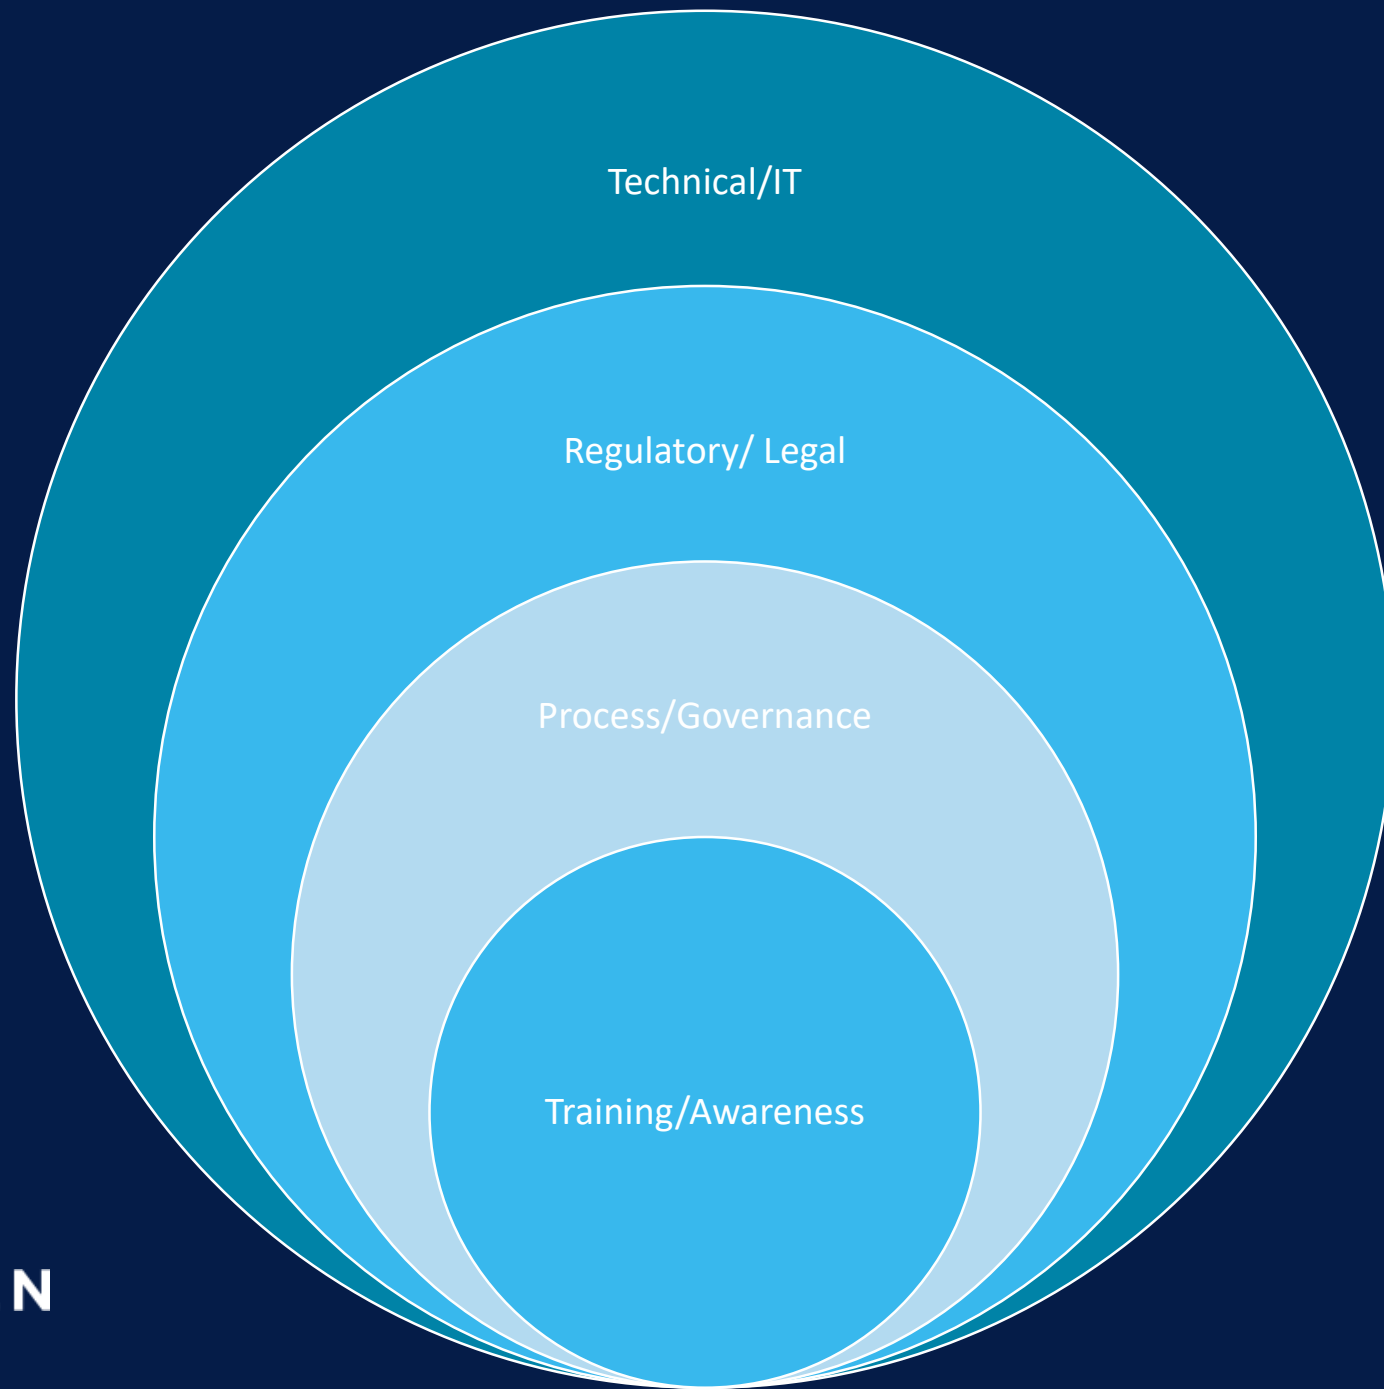 Technical/IT
Regulatory/ Legal
Process/Governance
Training/Awareness
N